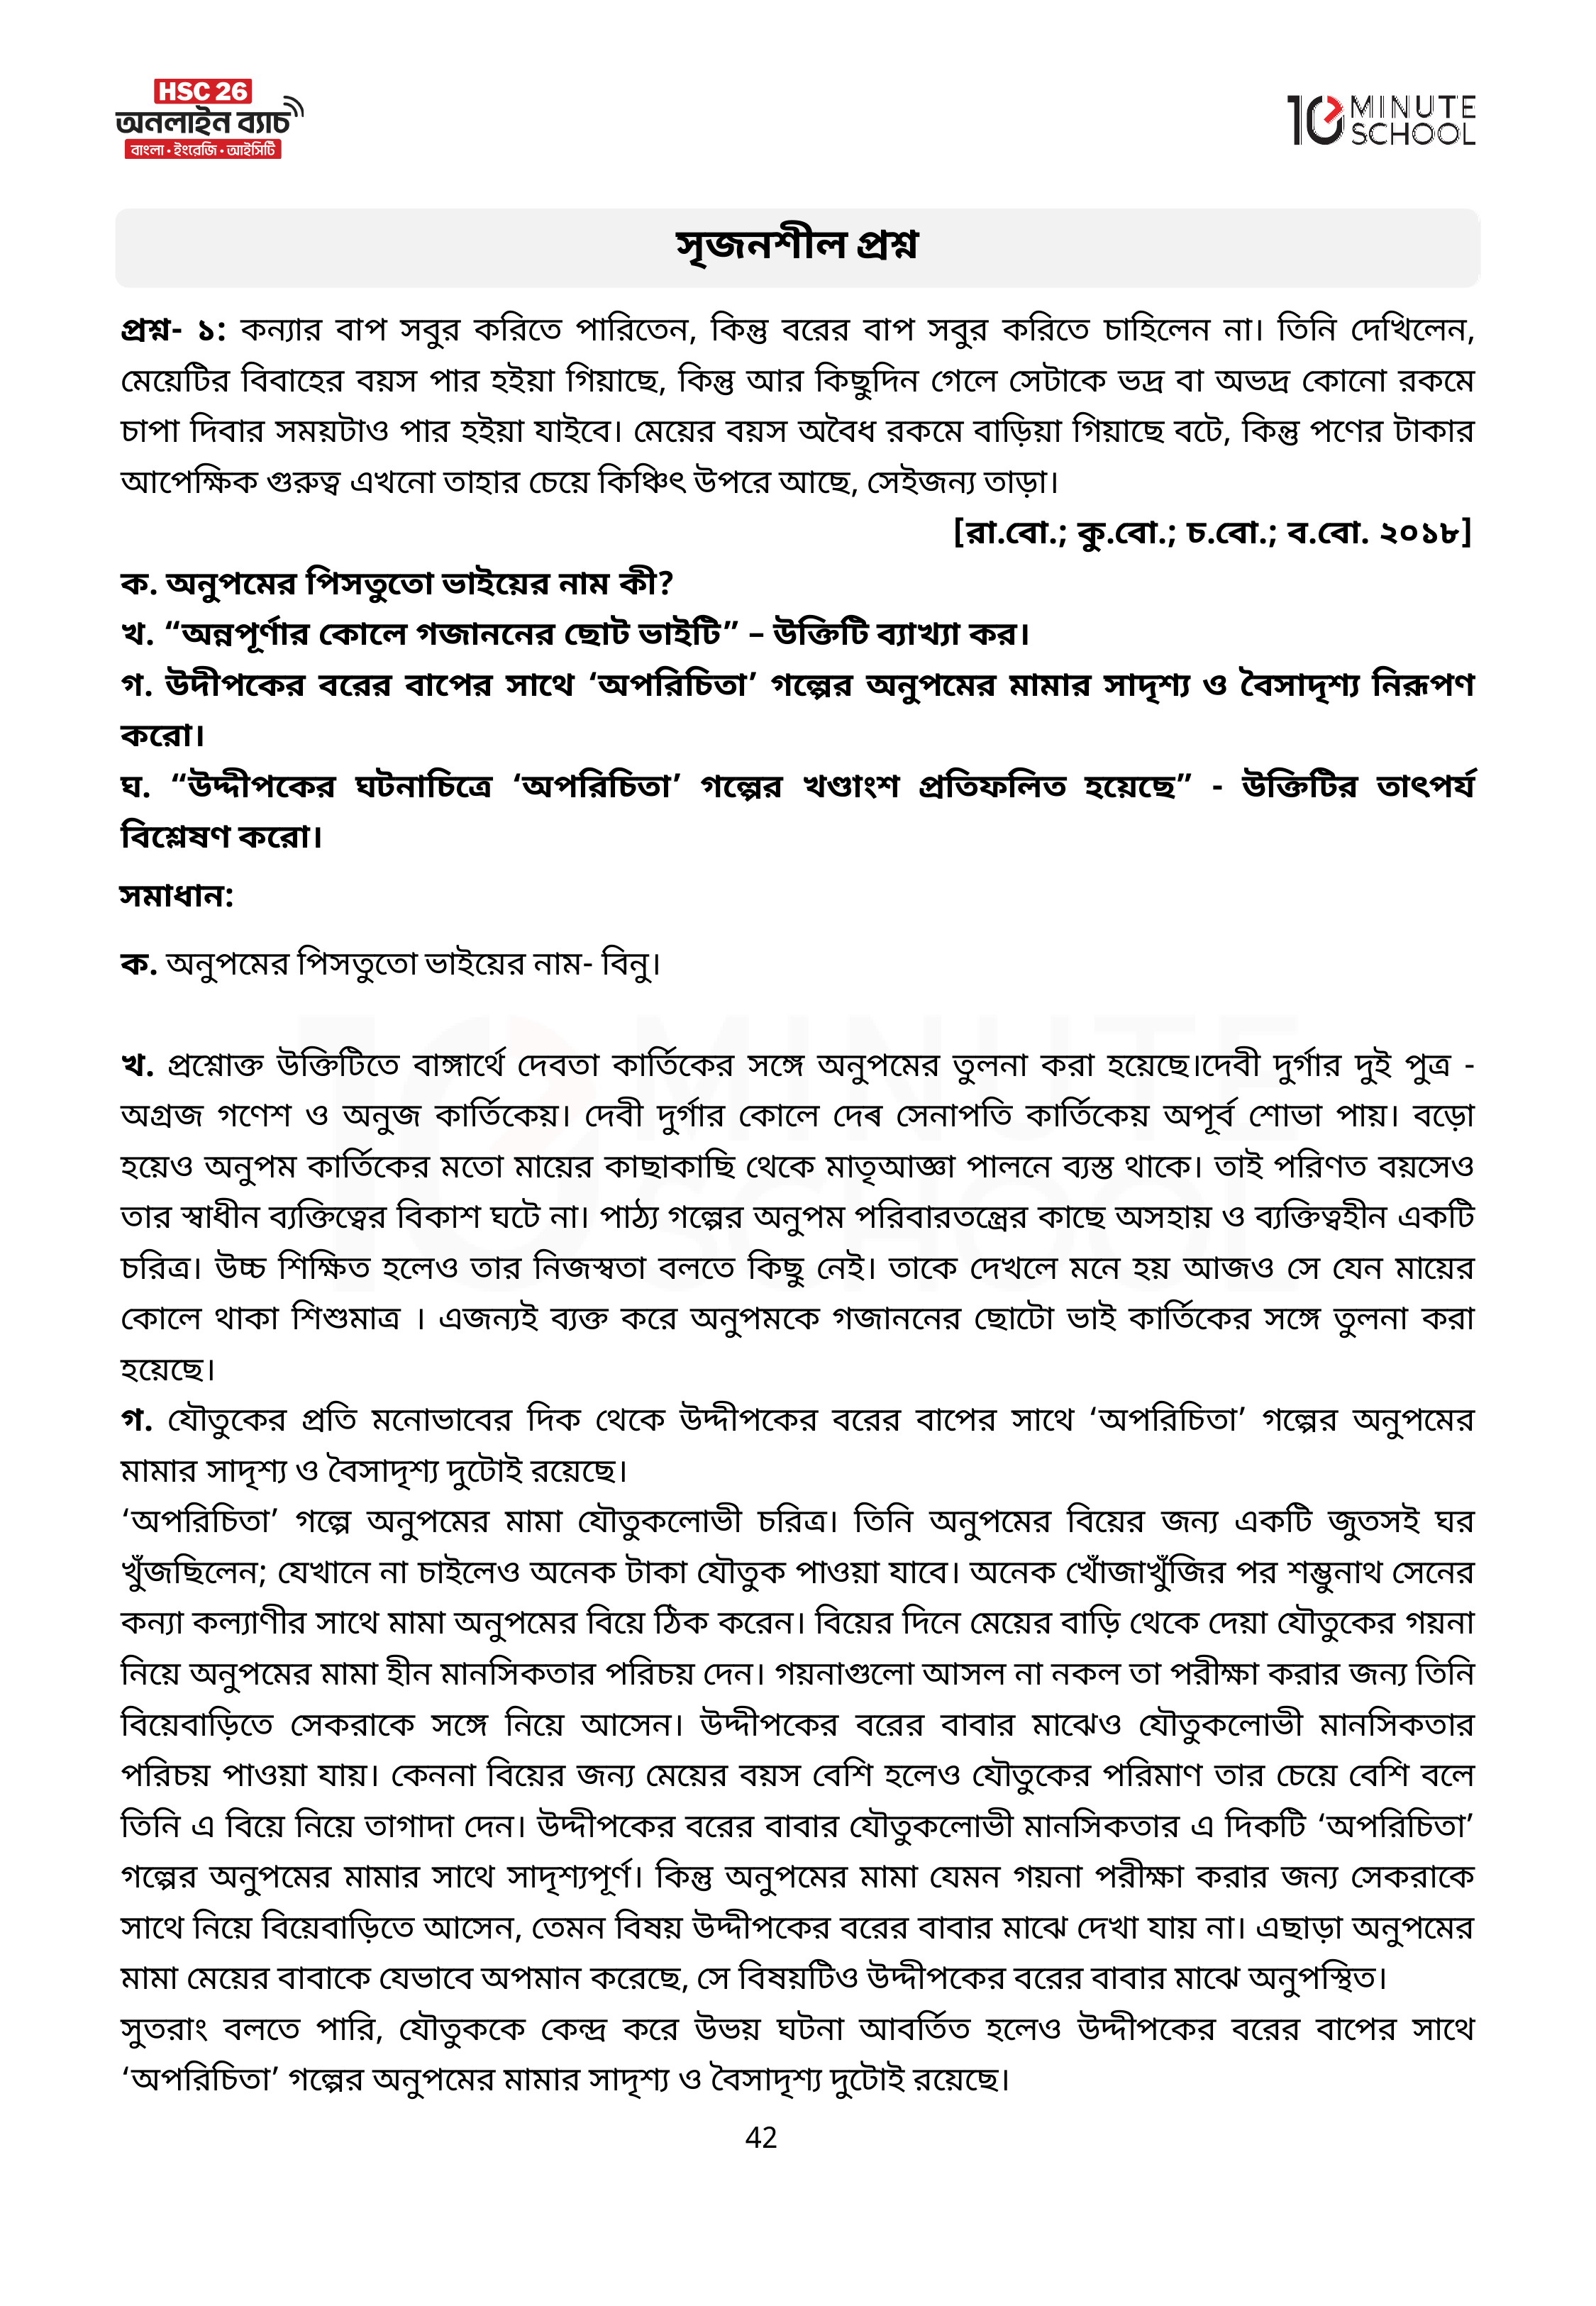 HSC 26
অনলাইন ব্যাচ
বাংলা • ইংরেজি • আইসিটি
10 MINUTE SCHOOL
সৃজনশীল প্রশ্ন
প্রশ্ন- ১: কন্যার বাপ সবুর করিতে পারিতেন, কিন্তু বরের বাপ সবুর করিতে চাহিলেন না। তিনি দেখিলেন,
মেয়েটির বিবাহের বয়স পার হইয়া গিয়াছে, কিন্তু আর কিছুদিন গেলে সেটাকে ভদ্র বা অভদ্র কোনো রকমে
চাপা দিবার সময়টাও পার হইয়া যাইবে। মেয়ের বয়স অবৈধ রকমে বাড়িয়া গিয়াছে বটে, কিন্তু পণের টাকার
আপেক্ষিক গুরুত্ব এখনো তাহার চেয়ে কিঞ্চিৎ উপরে আছে, সেইজন্য তাড়া।
[রা.বো.; কু.বো.; চ.বো.; ব.বো. ২০১৮]
ক. অনুপমের পিসতুতো ভাইয়ের নাম কী?
খ. “অন্নপূর্ণার কোলে গজাননের ছোট ভাইটি” – উক্তিটি ব্যাখ্যা কর।
গ. উদীপকের বরের বাপের সাথে ‘অপরিচিতা’ গল্পের অনুপমের মামার সাদৃশ্য ও বৈসাদৃশ্য নিরূপণ
করো।
ঘ. “উদ্দীপকের ঘটনাচিত্রে ‘অপরিচিতা’ গল্পের খণ্ডাংশ প্রতিফলিত হয়েছে” - উক্তিটির তাৎপর্য
বিশ্লেষণ করো।
সমাধান:
ক. অনুপমের পিসতুতো ভাইয়ের নাম- বিনু।
খ. প্রশ্নোক্ত উক্তিটিতে বাঙ্গার্থে দেবতা কার্তিকের সঙ্গে অনুপমের তুলনা করা হয়েছে।দেবী দুর্গার দুই পুত্র -
অগ্রজ গণেশ ও অনুজ কার্তিকেয়। দেবী দুর্গার কোলে দেৰ সেনাপতি কার্তিকেয় অপূর্ব শোভা পায়। বড়ো
হয়েও অনুপম কার্তিকের মতো মায়ের কাছাকাছি থেকে মাতৃআজ্ঞা পালনে ব্যস্ত থাকে। তাই পরিণত বয়সেও
তার স্বাধীন ব্যক্তিত্বের বিকাশ ঘটে না। পাঠ্য গল্পের অনুপম পরিবারতন্ত্রের কাছে অসহায় ও ব্যক্তিত্বহীন একটি
চরিত্র। উচ্চ শিক্ষিত হলেও তার নিজস্বতা বলতে কিছু নেই। তাকে দেখলে মনে হয় আজও সে যেন মায়ের
কোলে থাকা শিশুমাত্র । এজন্যই ব্যক্ত করে অনুপমকে গজাননের ছোটো ভাই কার্তিকের সঙ্গে তুলনা করা
হয়েছে।
গ. যৌতুকের প্রতি মনোভাবের দিক থেকে উদ্দীপকের বরের বাপের সাথে ‘অপরিচিতা’ গল্পের অনুপমের
মামার সাদৃশ্য ও বৈসাদৃশ্য দুটোই রয়েছে।
‘অপরিচিতা’ গল্পে অনুপমের মামা যৌতুকলোভী চরিত্র। তিনি অনুপমের বিয়ের জন্য একটি জুতসই ঘর
খুঁজছিলেন; যেখানে না চাইলেও অনেক টাকা যৌতুক পাওয়া যাবে। অনেক খোঁজাখুঁজির পর শম্ভুনাথ সেনের
কন্যা কল্যাণীর সাথে মামা অনুপমের বিয়ে ঠিক করেন। বিয়ের দিনে মেয়ের বাড়ি থেকে দেয়া যৌতুকের গয়না
নিয়ে অনুপমের মামা হীন মানসিকতার পরিচয় দেন। গয়নাগুলো আসল না নকল তা পরীক্ষা করার জন্য তিনি
বিয়েবাড়িতে সেকরাকে সঙ্গে নিয়ে আসেন। উদ্দীপকের বরের বাবার মাঝেও যৌতুকলোভী মানসিকতার
পরিচয় পাওয়া যায়। কেননা বিয়ের জন্য মেয়ের বয়স বেশি হলেও যৌতুকের পরিমাণ তার চেয়ে বেশি বলে
তিনি এ বিয়ে নিয়ে তাগাদা দেন। উদ্দীপকের বরের বাবার যৌতুকলোভী মানসিকতার এ দিকটি ‘অপরিচিতা’
গল্পের অনুপমের মামার সাথে সাদৃশ্যপূর্ণ। কিন্তু অনুপমের মামা যেমন গয়না পরীক্ষা করার জন্য সেকরাকে
সাথে নিয়ে বিয়েবাড়িতে আসেন, তেমন বিষয় উদ্দীপকের বরের বাবার মাঝে দেখা যায় না। এছাড়া অনুপমের
মামা মেয়ের বাবাকে যেভাবে অপমান করেছে, সে বিষয়টিও উদ্দীপকের বরের বাবার মাঝে অনুপস্থিত।
সুতরাং বলতে পারি, যৌতুককে কেন্দ্র করে উভয় ঘটনা আবর্তিত হলেও উদ্দীপকের বরের বাপের সাথে
‘অপরিচিতা’ গল্পের অনুপমের মামার সাদৃশ্য ও বৈসাদৃশ্য দুটোই রয়েছে।
42